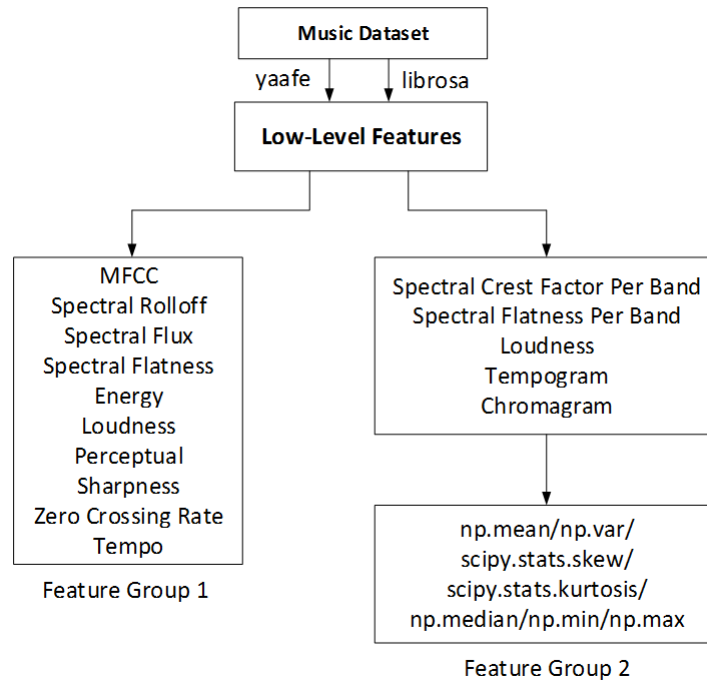 Music Dataset
yaafe
librosa
Low-Level Features
MFCC
Spectral Rolloff
Spectral Flux
Spectral Flatness
Energy
Loudness
Perceptual
Sharpness
Zero Crossing Rate
Tempo
Feature Group 1
Spectral Crest Factor Per Band
Spectral Flatness Per Band
Loudness
Tempogram
Chromagram
np.mean/np.var/
scipy.stats.skew/
scipy.stats.kurtosis/
np.median/np.min/np.max
Feature Group 2